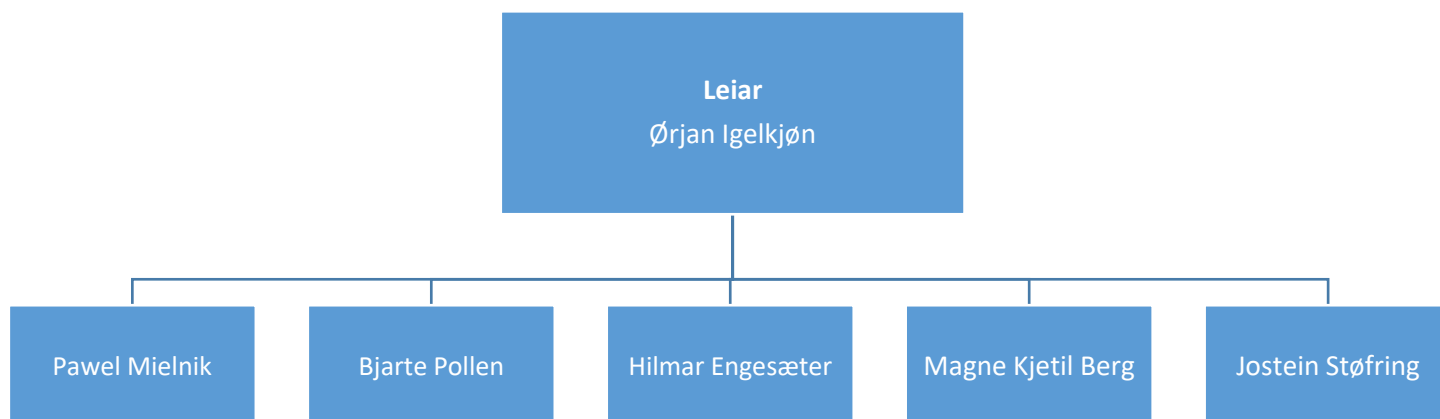 Leiar
Ørjan Igelkjøn
Pawel Mielnik
Bjarte Pollen
Hilmar Engesæter
Magne Kjetil Berg
Jostein Støfring